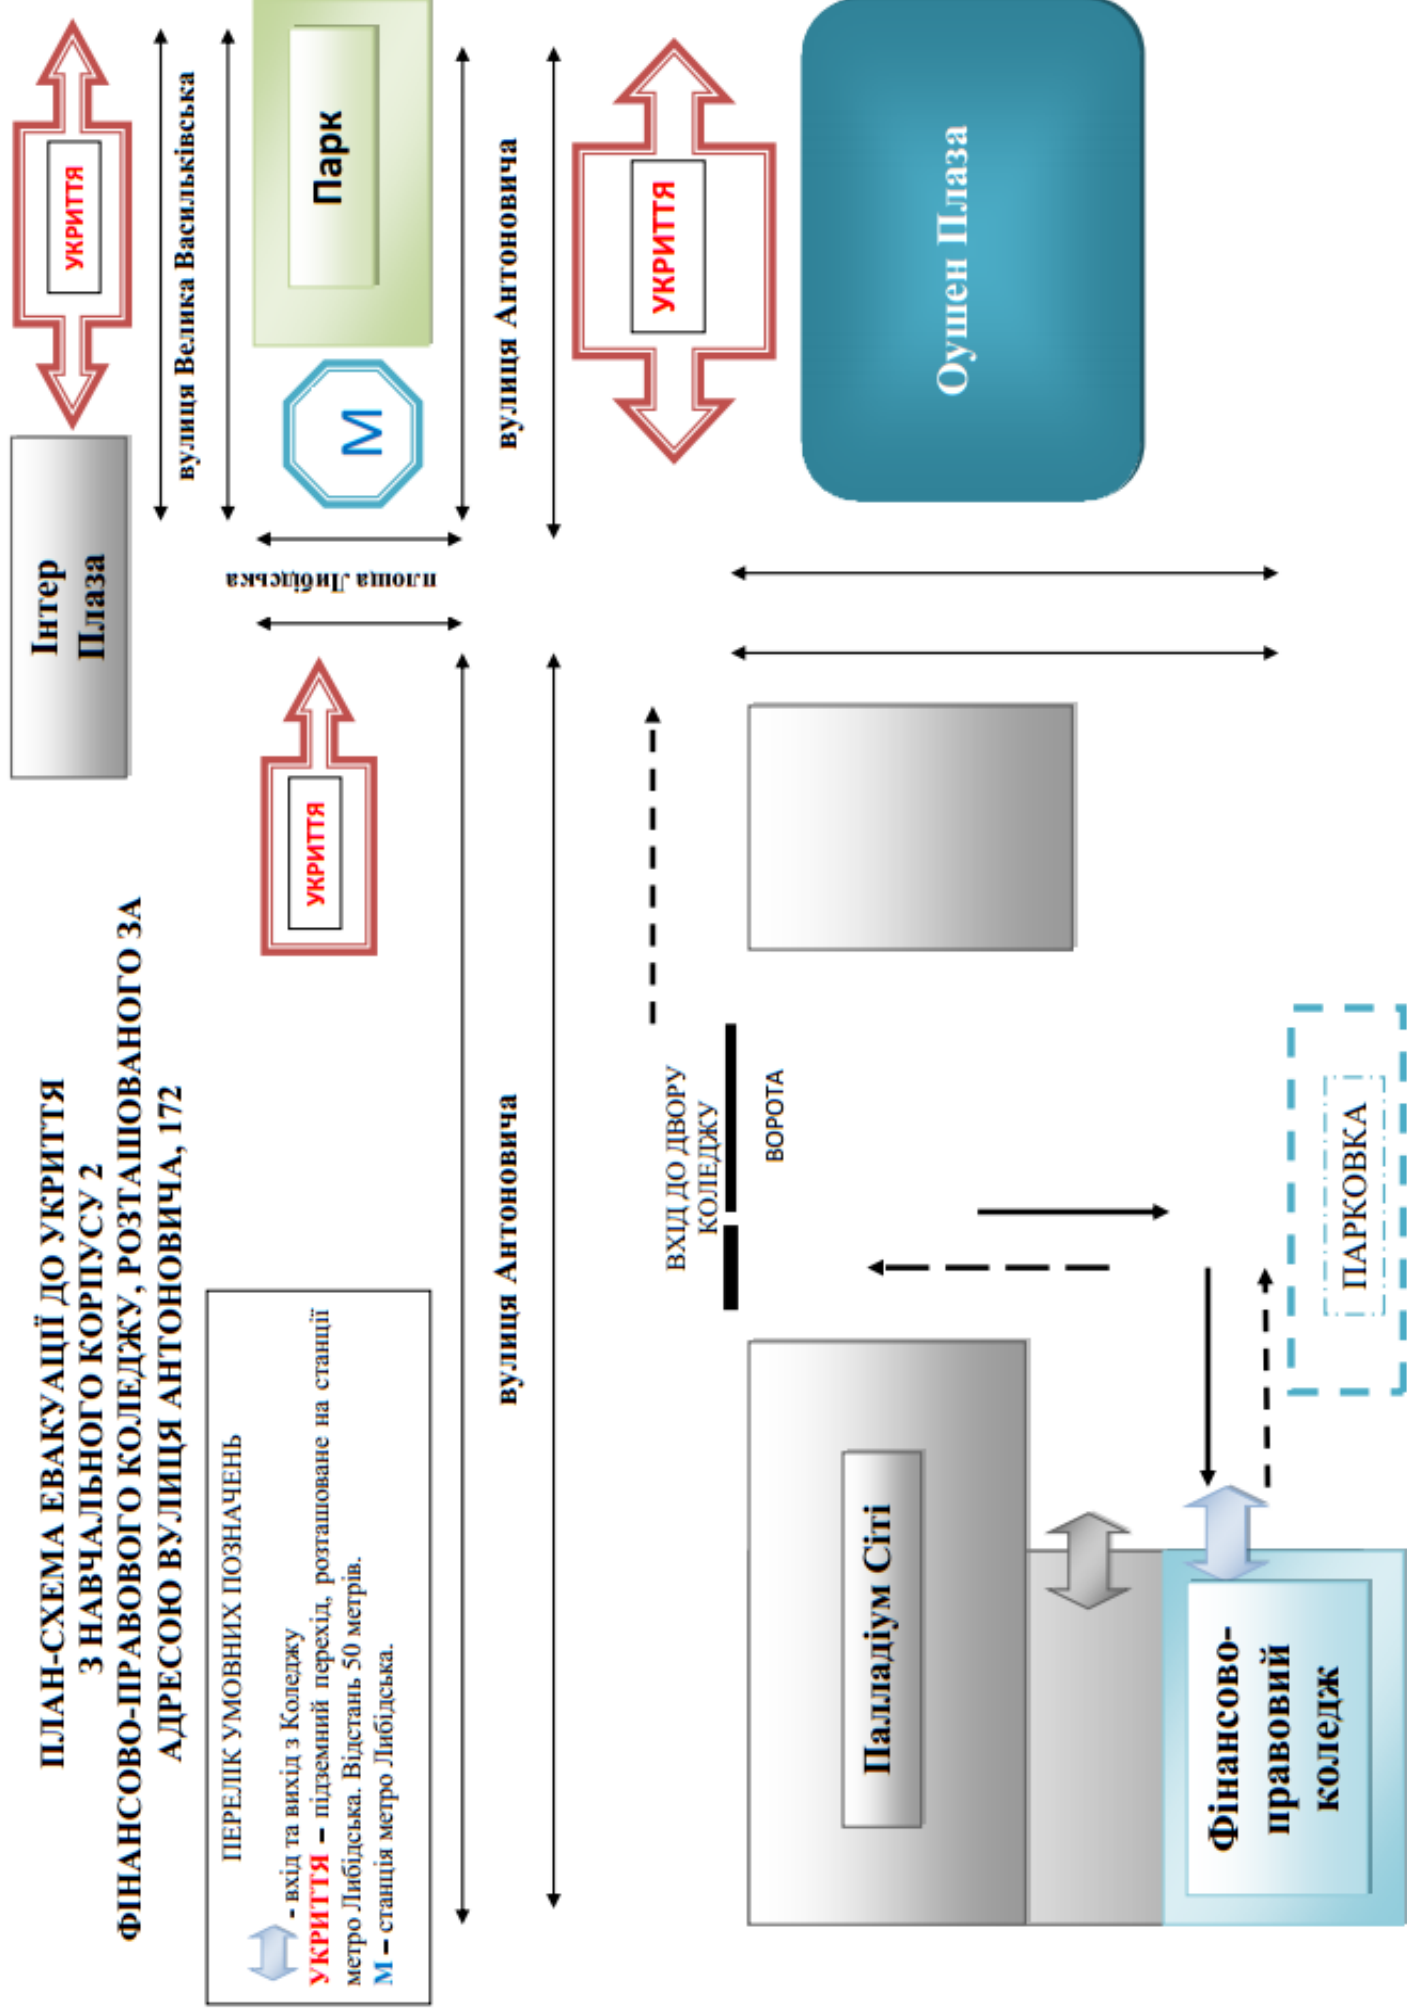 ПЛАН-СХЕМА ЕВАКУАЦІЇ ДО УКРИТТЯ
З НАВЧАЛЬНОГО КОРПУСУ 2
ФІНАНСОВО-ПРАВОВОГО КОЛЕДЖУ, РОЗТАШОВАНОГО ЗА
АДРЕСОЮ ВУЛИЦЯ АНТОНОВИЧА, 172
Інтер
Плаза
УКРИТТЯ
вулиця Велика Васильківська
ПЕРЕЛІК УМОВНИХ ПОЗНАЧЕНЬ
- вхід та вихід з Коледжу
УКРИТТЯ – підземний перехід, розташоване на станції
метро Либідська. Відстань 50 метрів.
М – станція метро Либідська.
УКРИТТЯ
площа Либідська
М
Парк
вулиця Антоновича
вулиця Антоновича
ВХІД ДО ДВОРУ
КОЛЕДЖУ
ВОРОТА
УКРИТТЯ
Палладіум Сіті
Оушен Плаза
Фінансово-
правовий
коледж
ПАРКОВКА